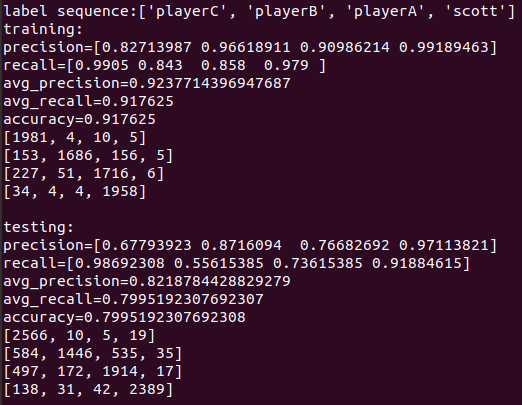 label sequence:['playerC', 'playerB', 'playerA', 'scott']
training:
precision=[0.82713987 0.96618911 0.90986214 0.99189463]
recall=[0.9905 0.843  0.858  0.979 ]
avg_precision=0.9237714396947687
avg_recall=0.917625
accuracy=0.917625
[1981, 4, 10, 5]
[153, 1686, 156, 5]
[227, 51, 1716, 6]
[34, 4, 4, 1958]

testing:
precision=[0.67793923 0.8716094  0.76682692 0.97113821]
recall=[0.98692308 0.55615385 0.73615385 0.91884615]
avg_precision=0.8218784428829279
avg_recall=0.7995192307692307
accuracy=0.7995192307692308
[2566, 10, 5, 19]
[584, 1446, 535, 35]
[497, 172, 1914, 17]
[138, 31, 42, 2389]